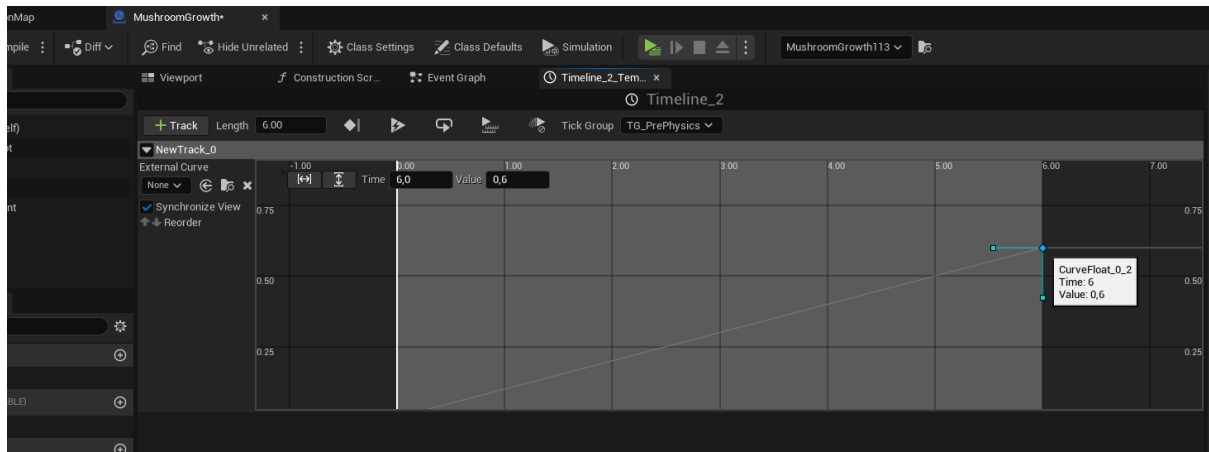 nMap
MushroomGrowth•
mpile
Diff
Find
Hide Unrelated
Class Settings
Class Defaults
Simulation
MushroomGrowth113
Viewport
f Construction Scr...
Event Graph
Timeline_2_Tem...
Timeline_2
elf)
+ Track
Length
6.00
Tick Group
TG_PrePhysics
ot
NewTrack_0
External Curve
None
-1.00
0.00
1.00
2.00
3.00
4.00
5.00
6.00
7.00
Time
6,0
Value
0,6
nt
Synchronize View
Reorder
0.75
0.75
0.50
0.50
CurveFloat_0_2
Time: 6
Value: 0,6
0.25
0.25
BLE)